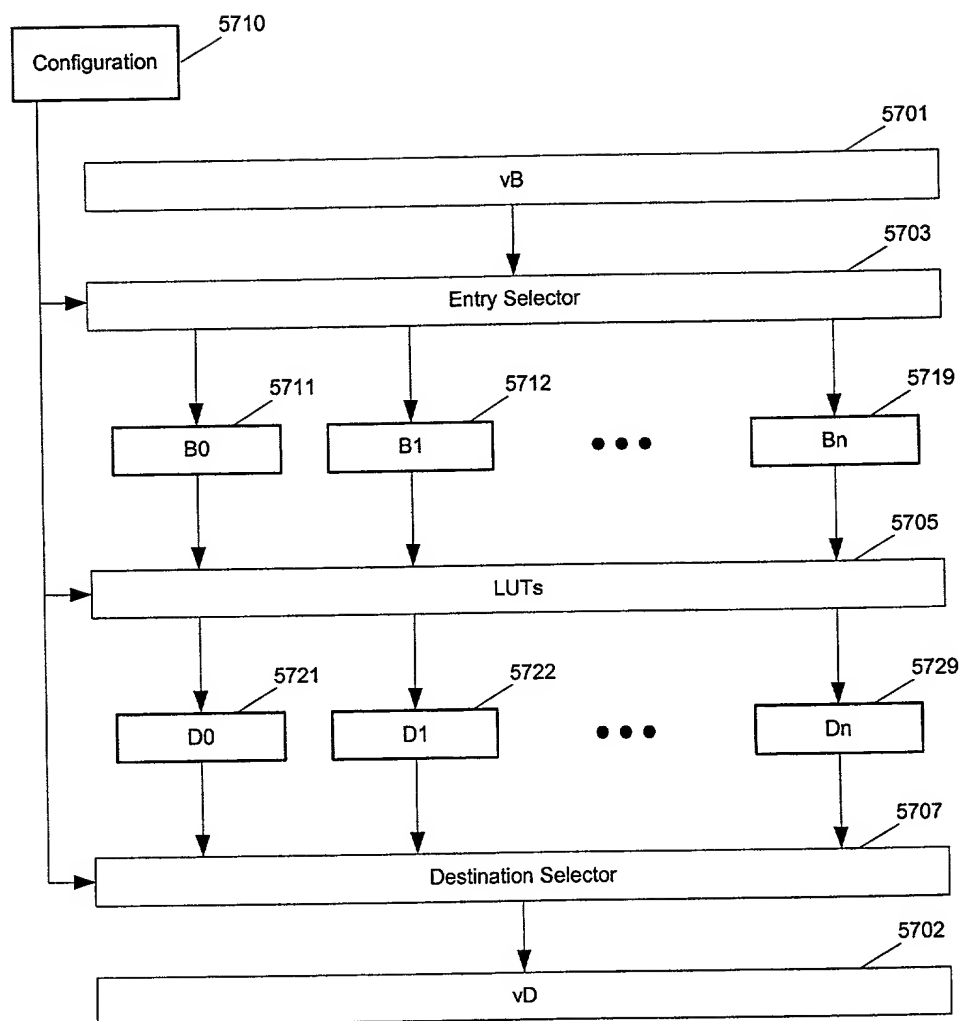 5710
Configuration
5701
vB
5703
Entry Selector
5711
5712
5719
B0
B1
Bn
5705
LUTs
5721
5722
5729
D0
D1
Dn
5707
Destination Selector
5702
vD